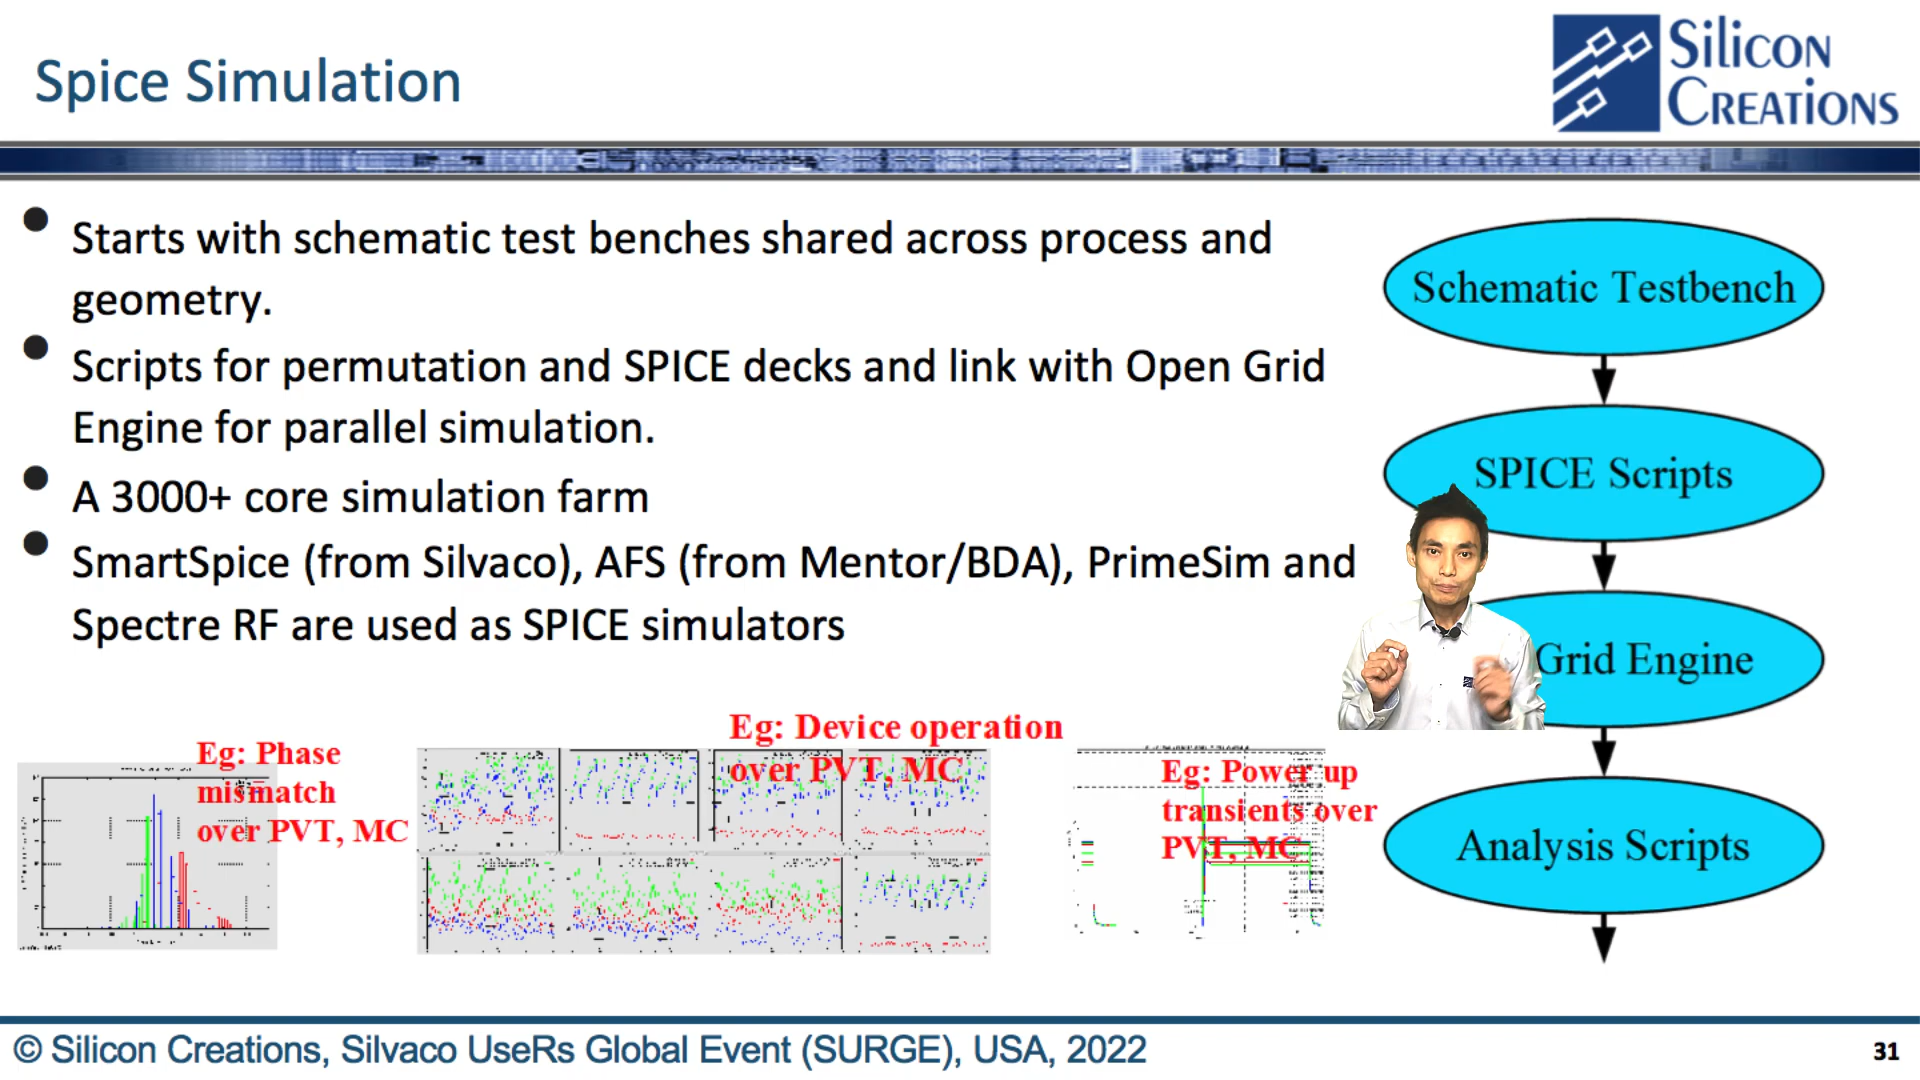 Spice Simulation
Silicon
Creations
Starts with schematic test benches shared across process and
geometry.
Scripts for permutation and SPICE decks and link with Open Grid
Engine for parallel simulation.
A 3000+ core simulation farm
SmartSpice (from Silvaco), AFS (from Mentor/BDA), PrimeSim and
Spectre RF are used as SPICE simulators
Schematic Testbench
SPICE Scripts
Grid Engine
Analysis Scripts
Eg: Phase
mismatch
over PVT, MC
Eg: Device operation
over PVT, MC
Eg: Power up
transients over
PVT, MC
© Silicon Creations, Silvaco UseRs Global Event (SURGE), USA, 2022
31